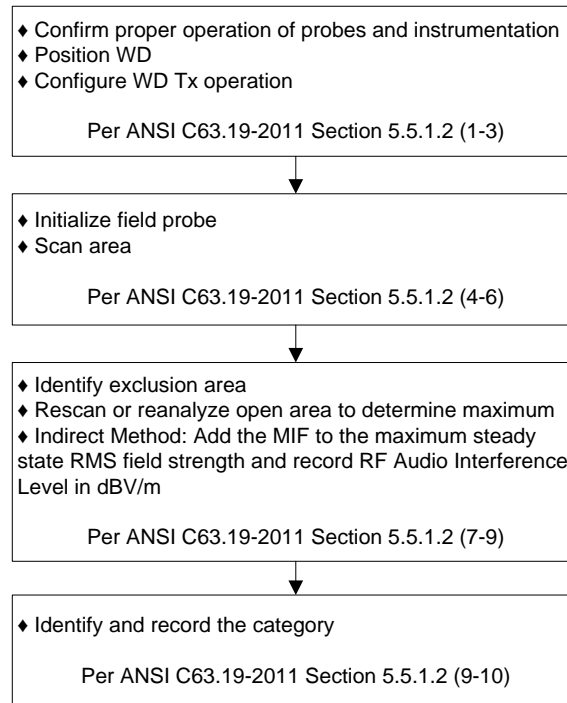 ♦ Confirm proper operation of probes and instrumentation
♦ Position WD
♦ Configure WD Tx operation
Per ANSI C63.19-2011 Section 5.5.1.2 (1-3)
♦ Initialize field probe
♦ Scan area
Per ANSI C63.19-2011 Section 5.5.1.2 (4-6)
♦ Identify exclusion area
♦ Rescan or reanalyze open area to determine maximum
♦ Indirect Method: Add the MIF to the maximum steady
state RMS field strength and record RF Audio Interference
Level in dBV/m
Per ANSI C63.19-2011 Section 5.5.1.2 (7-9)
♦ Identify and record the category
Per ANSI C63.19-2011 Section 5.5.1.2 (9-10)